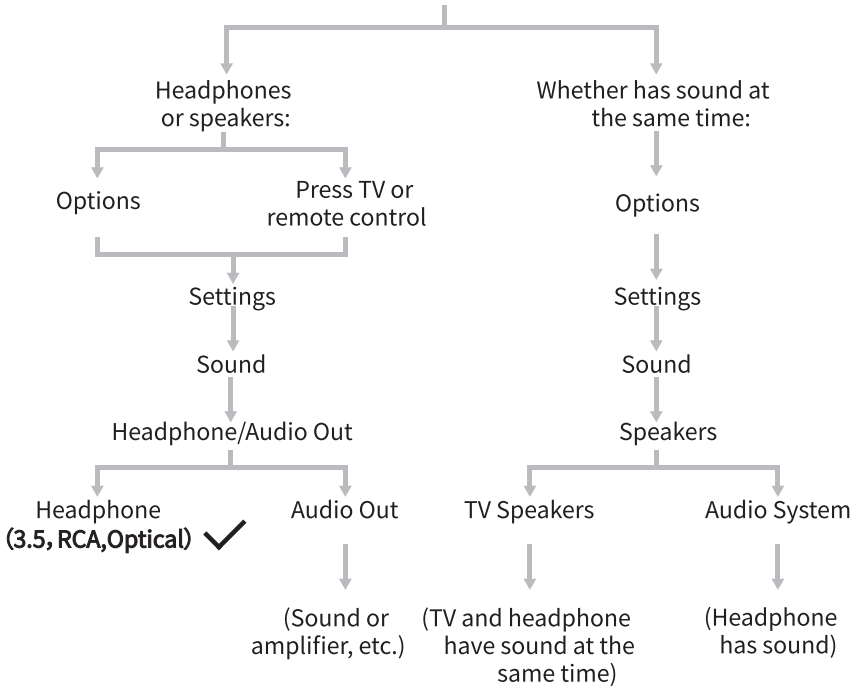 Headphones
or speakers:
Whether has sound at
the same time:
Options
Press TV or
remote control
Options
Settings
Settings
Sound
Sound
Headphone/Audio Out
Speakers
Headphone
(3.5, RCA,Optical)
Audio Out
TV Speakers
Audio System
(Sound or
amplifier, etc.)
(TV and headphone
have sound at the
same time)
(Headphone
has sound)